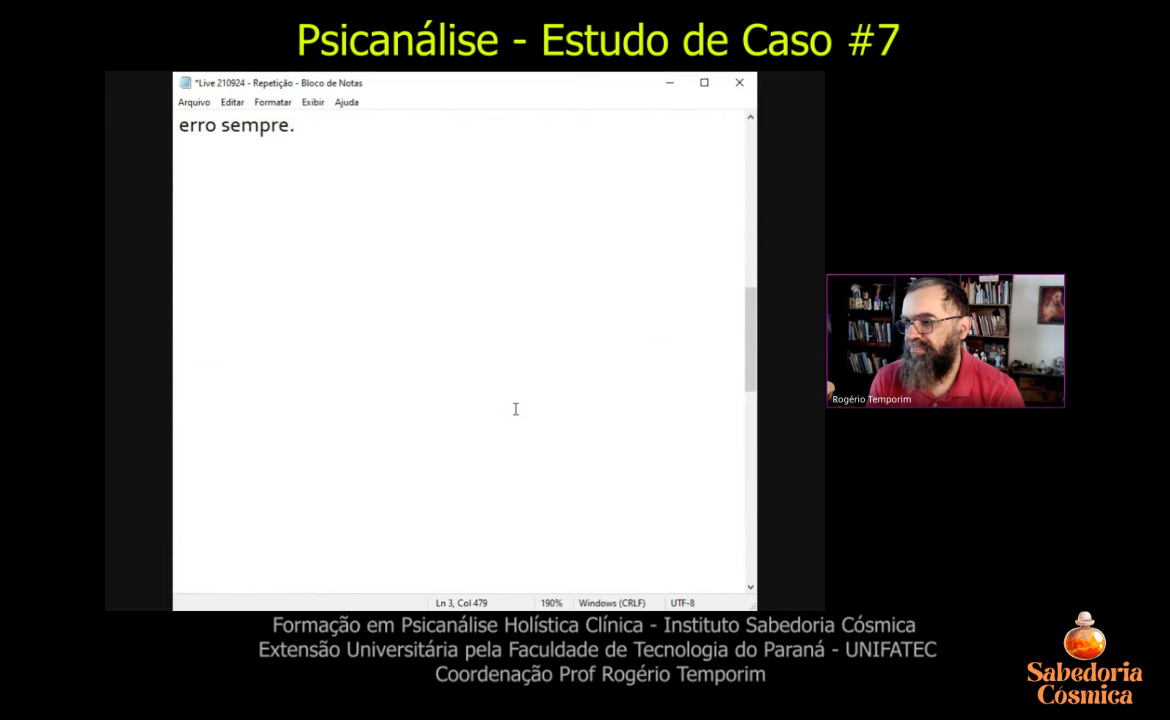 Psicanálise - Estudo de Caso #7
*Live 210924 - Repetição - Bloco de Notas
Arquivo Editar Formatar Exibir Ajuda
erro sempre.
Rogério Temporim
Ln 3, Col 479 190% Windows (CRLF) UTF-8
Formação em Psicanálise Holística Clínica - Instituto Sabedoria Cósmica
Extensão Universitária pela Faculdade de Tecnologia do Paraná - UNIFATEC
Coordenação Prof Rogério Temporim
Sabedoria
Cósmica